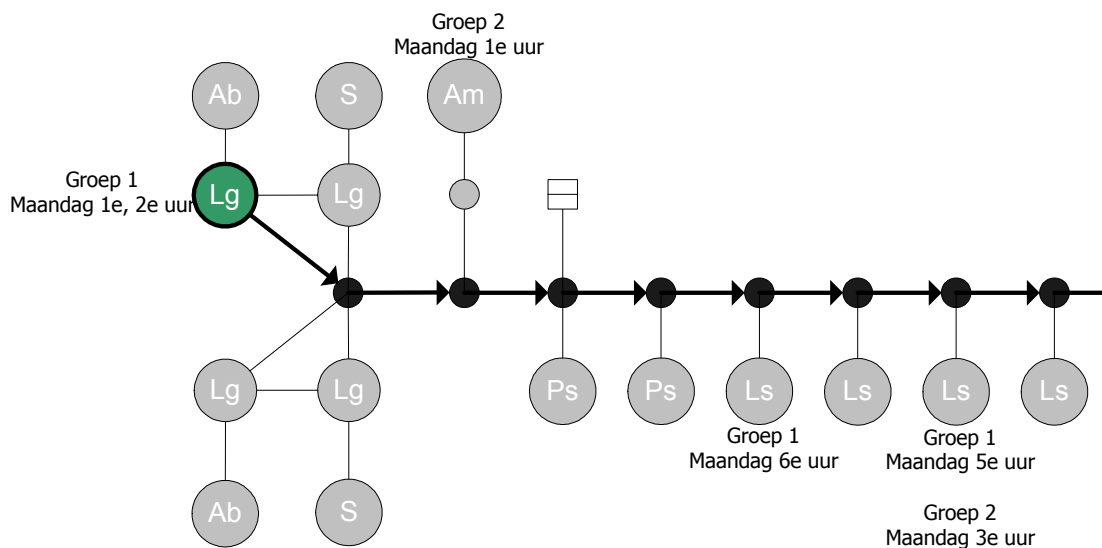 Groep 2
Maandag 1e uur
Ab
S
Am
Groep 1
Maandag 1e, 2e uur
Lg
Lg
Lg
Lg
Ps
Ps
Ls
Ls
Ls
Ls
Groep 1
Maandag 6e uur
Groep 1
Maandag 5e uur
Ab
S
Groep 2
Maandag 3e uur